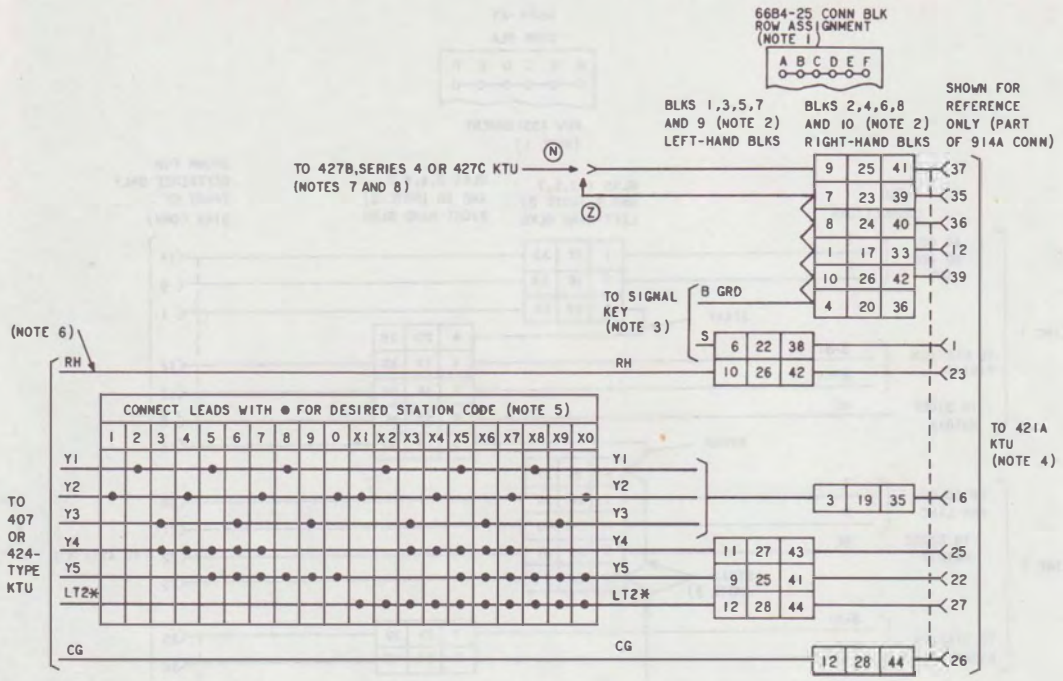 66B4-25 CONN BLK
ROW ASSIGNMENT
(NOTE 1)
A B C D E F
BLKS 1,3,5,7
AND 9 (NOTE 2)
LEFT-HAND BLKS
BLKS 2,4,6,8
AND 10 (NOTE 2)
RIGHT-HAND BLKS
SHOWN FOR
REFERENCE
ONLY (PART
OF 914A CONN)
TO 427B,SERIES 4 OR 427C KTU
(NOTES 7 AND 8)
N
Z
9 25 41 37
7 23 39 35
8 24 40 36
1 17 33 12
10 26 42 39
4 20 36
TO SIGNAL
KEY
(NOTE 3)
B GRD
S 6 22 38 1
(NOTE 6)
RH RH 10 26 42 23
CONNECT LEADS WITH ● FOR DESIRED STATION CODE (NOTE 5)
1 2 3 4 5 6 7 8 9 0 X1 X2 X3 X4 X5 X6 X7 X8 X9 X0
Y1 Y1
Y2 Y2
3 19 35 16
Y3 Y3
Y4 Y4 11 27 43 25
Y5 Y5 9 25 41 22
LT2* LT2* 12 28 44 27
CG CG 12 28 44 26
TO
407
OR
424-
TYPE
KTU
TO 421A
KTU
(NOTE 4)